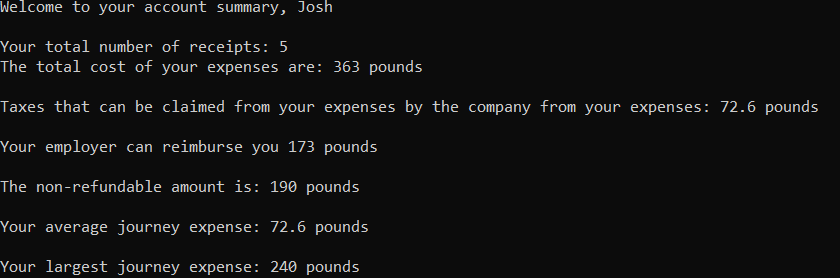 Welcome to your account summary, Josh
Your total number of receipts: 5
The total cost of your expenses are: 363 pounds
Taxes that can be claimed from your expenses by the company from your expenses: 72.6 pounds
Your employer can reimburse you 173 pounds
The non-refundable amount is: 190 pounds
Your average journey expense: 72.6 pounds
Your largest journey expense: 240 pounds